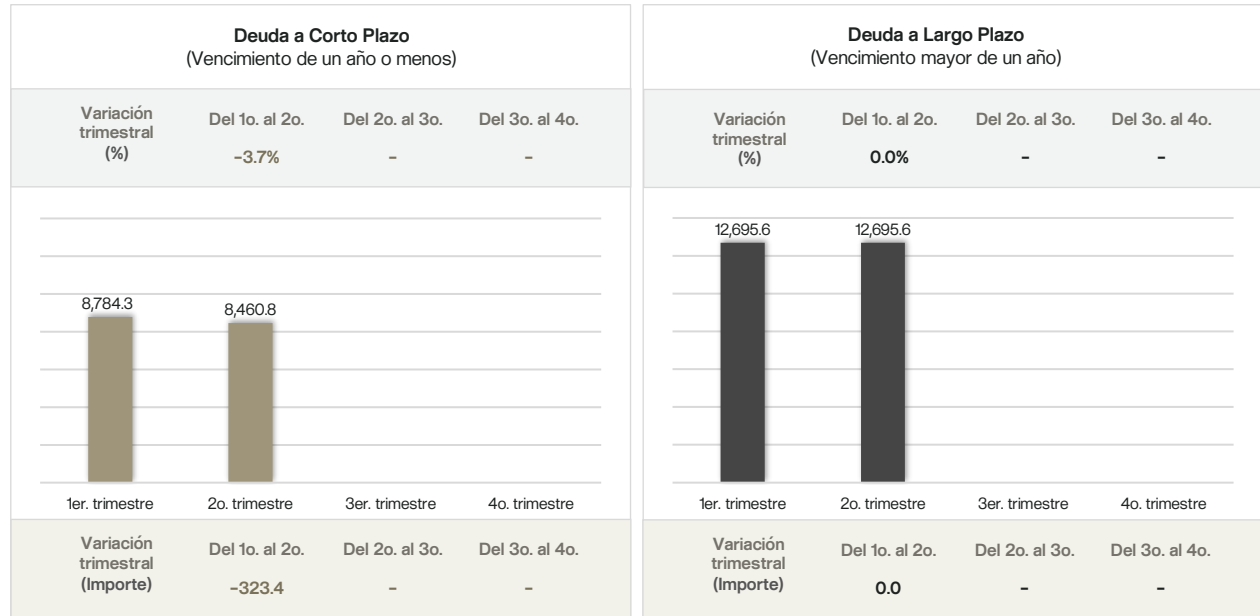 Deuda a Corto Plazo
(Vencimiento de un año o menos)
Variación
trimestral
(%)
Del 1o. al 2o.
Del 2o. al 3o.
Del 3o. al 4o.
-3.7%
-
-
8,784.3
8,460.8
1er. trimestre
2o. trimestre
3er. trimestre
4o. trimestre
Variación
trimestral
(Importe)
Del 1o. al 2o.
Del 2o. al 3o.
Del 3o. al 4o.
-323.4
-
-
Deuda a Largo Plazo
(Vencimiento mayor de un año)
Variación
trimestral
(%)
Del 1o. al 2o.
Del 2o. al 3o.
Del 3o. al 4o.
0.0%
-
-
12,695.6
12,695.6
1er. trimestre
2o. trimestre
3er. trimestre
4o. trimestre
Variación
trimestral
(Importe)
Del 1o. al 2o.
Del 2o. al 3o.
Del 3o. al 4o.
0.0
-
-